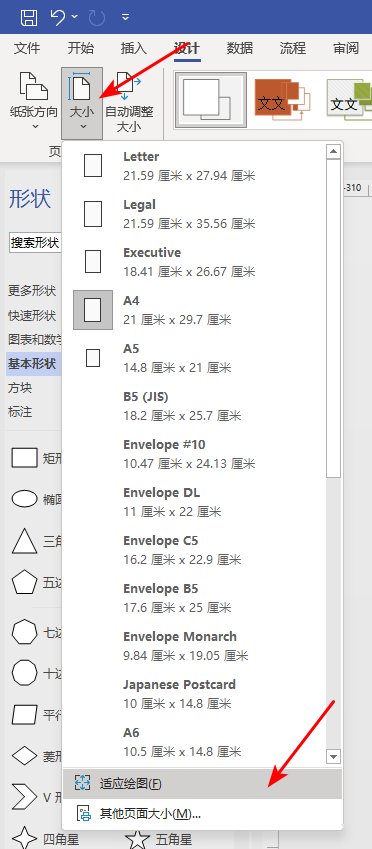 文件 开始 插入 设计 数据 流程 审阅
纸张方向 大小 自动调整
大小
文文 文文
页
形状
搜索形状
-310
更多形状
快速形状
图表和数学
基本形状
方块
标注
矩形
椭圆
三角
五边
七边
十边
平行
菱形
V 形
四角星 五角星
Letter
21.59 厘米 x 27.94 厘米
Legal
21.59 厘米 x 35.56 厘米
Executive
18.41 厘米 x 26.67 厘米
A4
21 厘米 x 29.7 厘米
A5
14.8 厘米 x 21 厘米
B5 (JIS)
18.2 厘米 x 25.7 厘米
Envelope #10
10.47 厘米 x 24.13 厘米
Envelope DL
11 厘米 x 22 厘米
Envelope C5
16.2 厘米 x 22.9 厘米
Envelope B5
17.6 厘米 x 25 厘米
Envelope Monarch
9.84 厘米 x 19.05 厘米
Japanese Postcard
10 厘米 x 14.8 厘米
A6
10.5 厘米 x 14.8 厘米
适应绘图(F)
其他页面大小(M)...